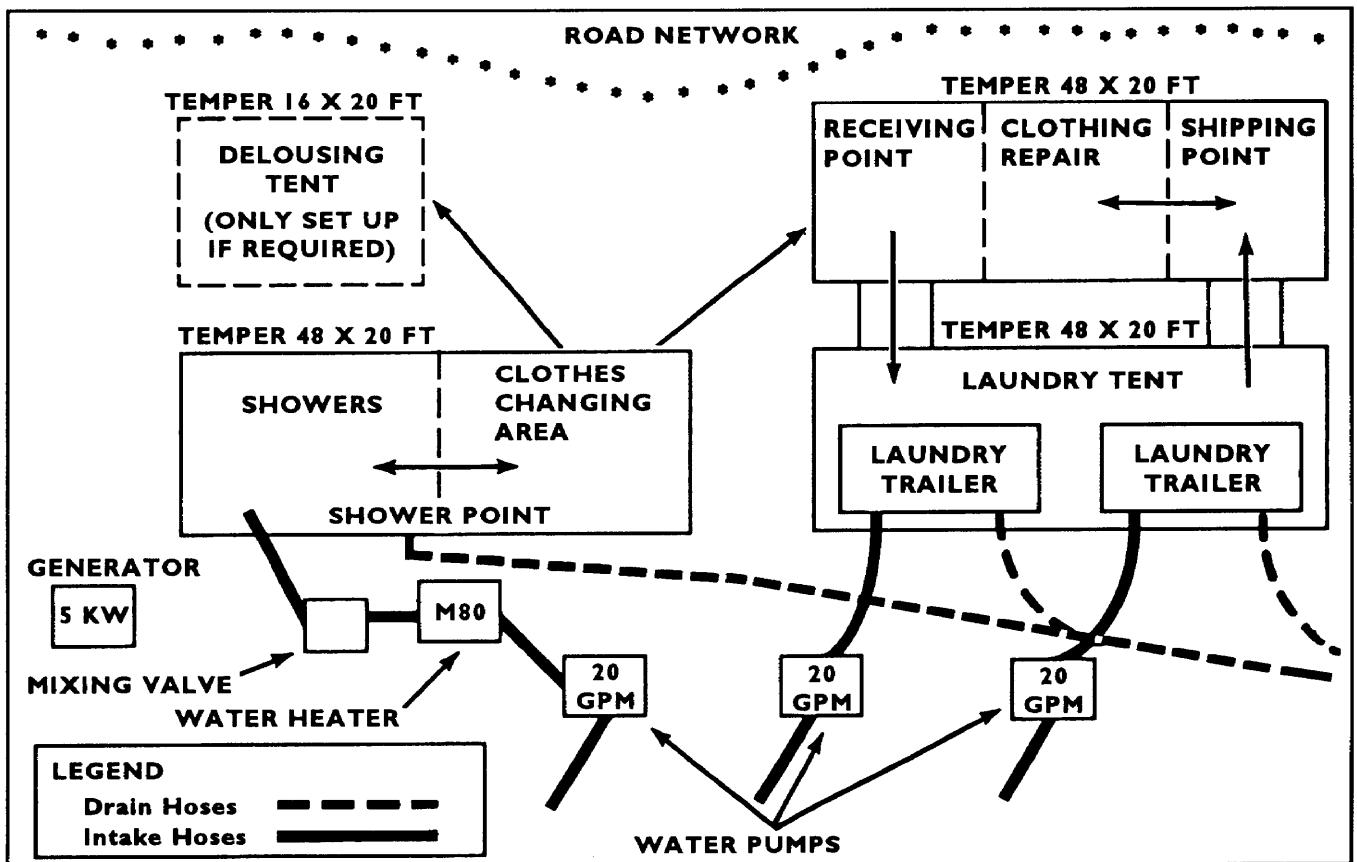 ROAD NETWORK
TEMPER 16 X 20 FT
DELOUSING
TENT
(ONLY SET UP
IF REQUIRED)
TEMPER 48 X 20 FT
RECEIVING
POINT
CLOTHING
REPAIR
SHIPPING
POINT
TEMPER 48 X 20 FT
SHOWERS
CLOTHES
CHANGING
AREA
SHOWER POINT
TEMPER 48 X 20 FT
LAUNDRY TENT
LAUNDRY
TRAILER
LAUNDRY
TRAILER
GENERATOR
5 KW
M80
MIXING VALVE
WATER HEATER
20
GPM
20
GPM
20
GPM
WATER PUMPS
LEGEND
Drain Hoses
Intake Hoses